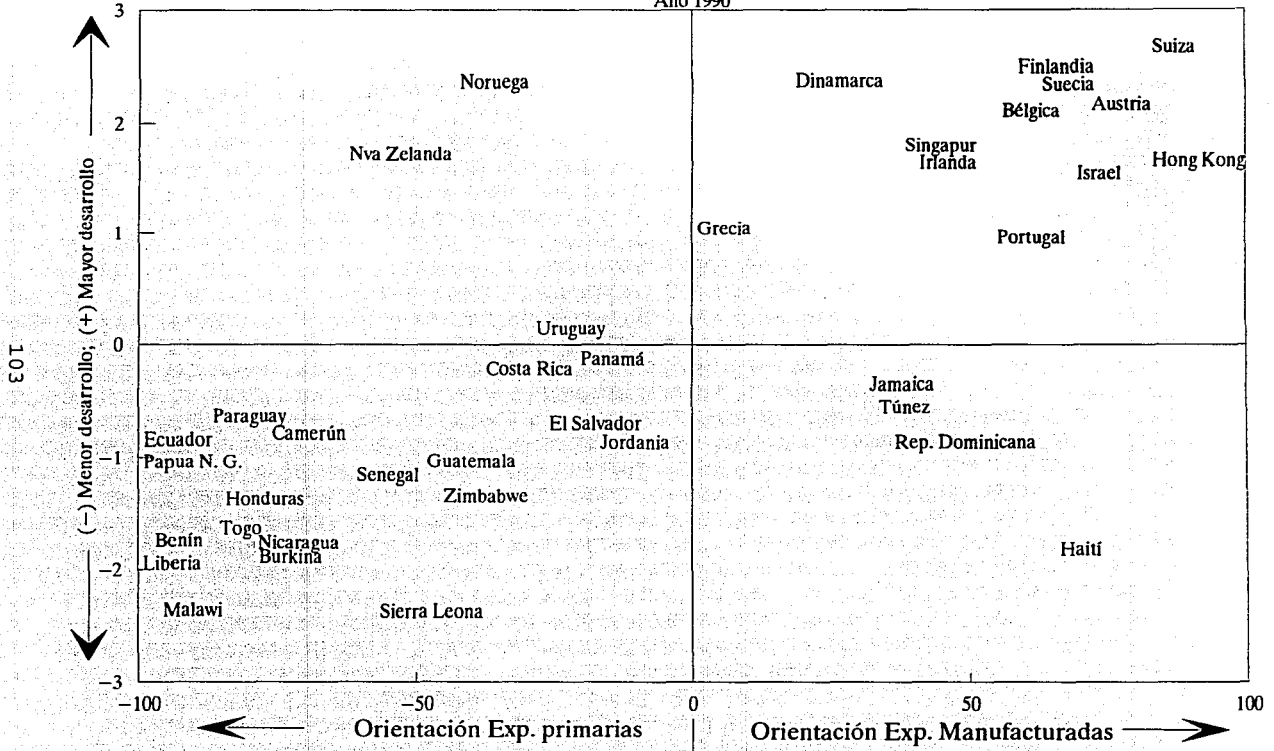 Año 1990
3
Suiza
Finlandia
Noruega
Dinamarca
Suecia
Austria
Bélgica
2
Singapur
Nva Zelanda
Irlanda
Hong Kong
Israel
Grecia
1
Portugal
Uruguay
0
Panamá
Costa Rica
Jamaica
Túnez
Paraguay
El Salvador
Camerún
Ecuador
Jordania
Rep. Dominicana
−1
Papua N. G.
Guatemala
Senegal
Honduras
Zimbabwe
Togo
Benín
Nicaragua
Burkina
Haití
Liberia
−2
Malawi
Sierra Leona
−3
−100
−50
0
50
100
Orientación Exp. primarias
Orientación Exp. Manufacturadas
(−) Menor desarrollo; (+) Mayor desarrollo
103